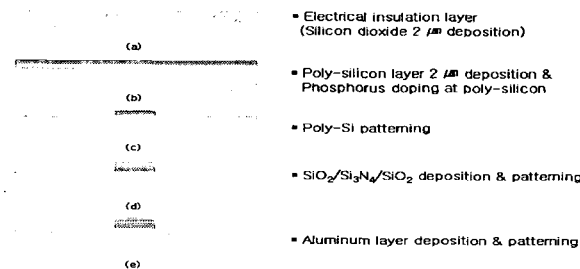 ▪ Electrical insulation layer
(Silicon dioxide 2 ㎛ deposition)
(a)
▪ Poly-silicon layer 2 ㎛ deposition &
Phosphorus doping at poly-silicon
(b)
▪ Poly-Si patterning
(c)
▪ SiO₂/Si₃N₄/SiO₂ deposition & patterning
(d)
▪ Aluminum layer deposition & patterning
(e)